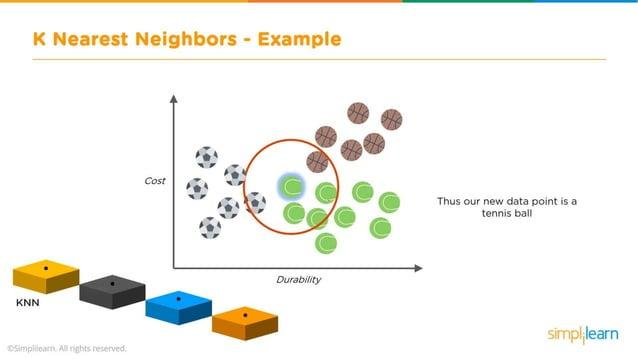 K Nearest Neighbors - Example
Cost
Thus our new data point is a
tennis ball
Durability
KNN
simplilearn
©Simplilearn. All rights reserved.